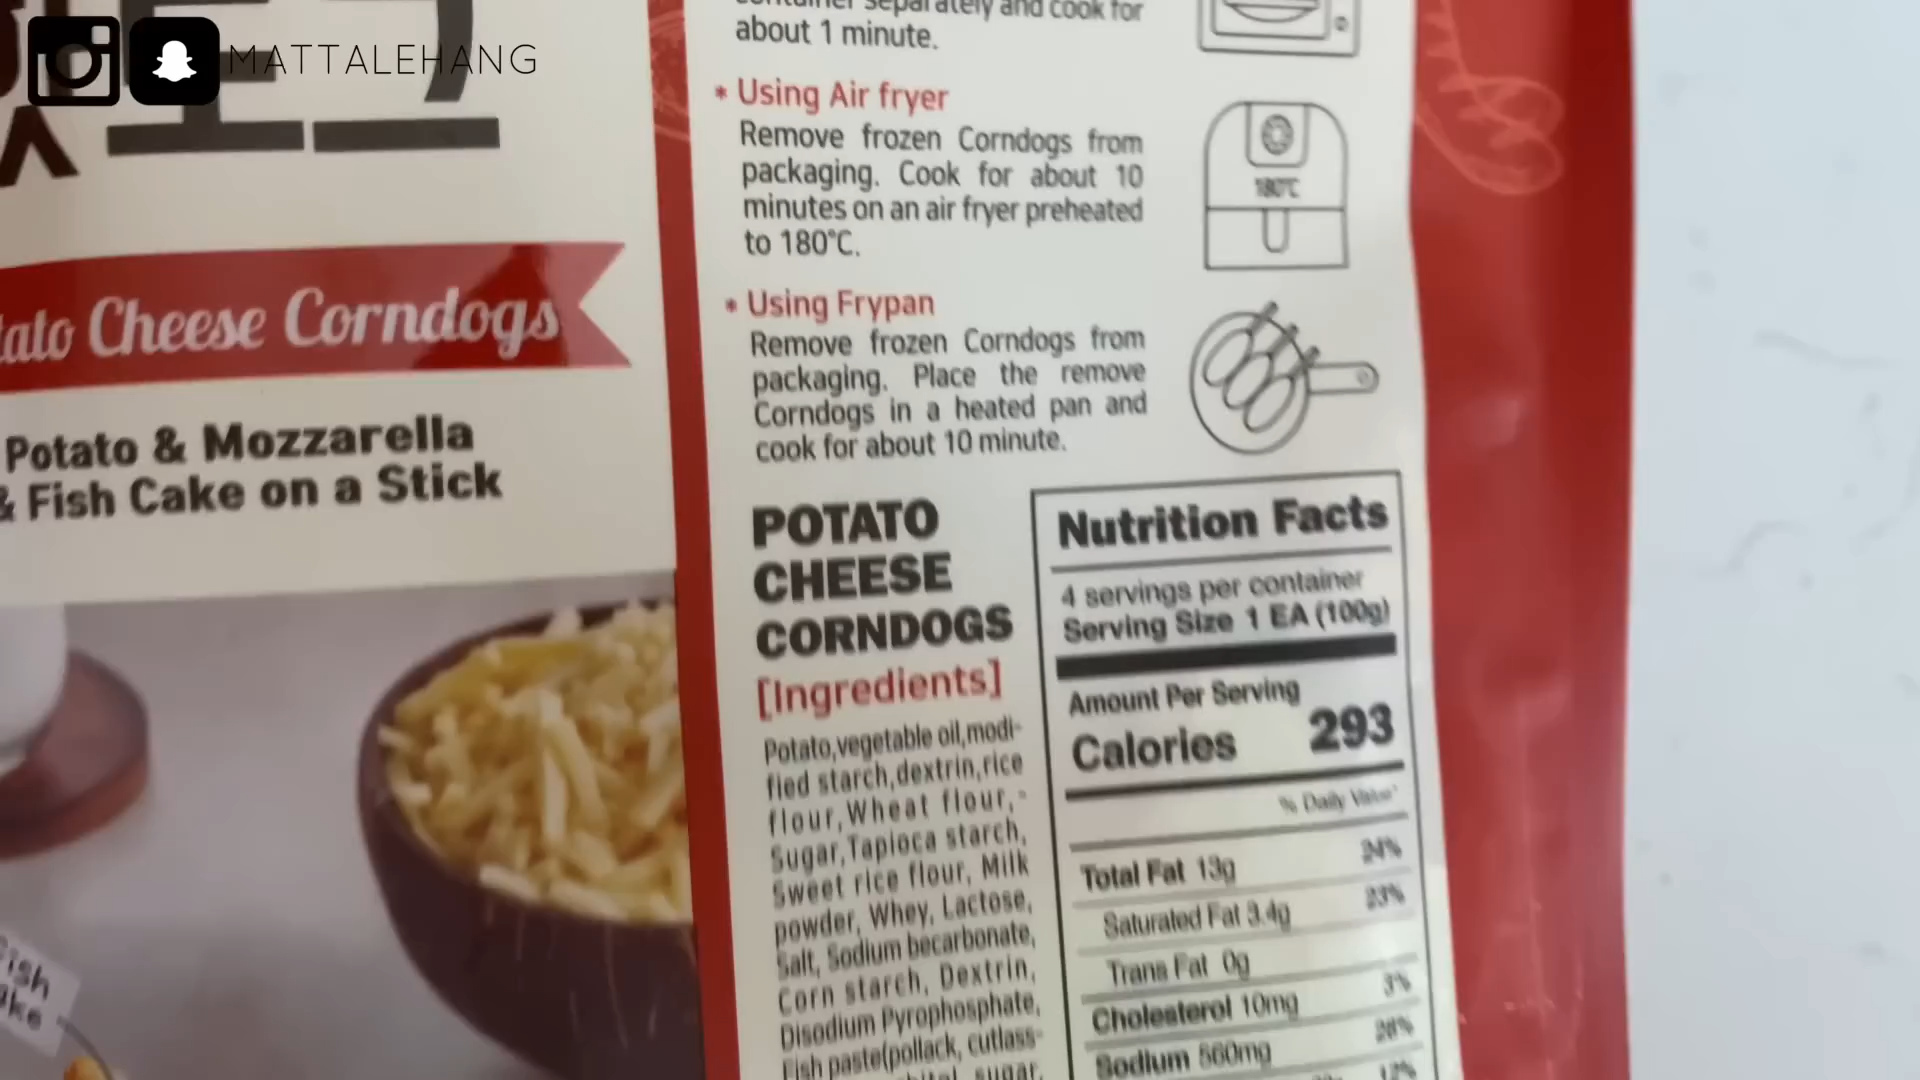 MATTALEHANG
about 1 minute.
* Using Air fryer
Remove frozen Corndogs from
packaging. Cook for about 10
minutes on an air fryer preheated
to 180°C.
180°C
* Using Frypan
Remove frozen Corndogs from
packaging. Place the remove
Corndogs in a heated pan and
cook for about 10 minute.
Cheese Corndogs
Potato & Mozzarella
& Fish Cake on a Stick
POTATO
CHEESE
CORNDOGS
[Ingredients]
Potato,vegetable oil,modi-
fied starch,dextrin,rice
flour,Wheat flour,-
Sugar,Tapioca starch,
Sweet rice flour, Milk
powder, Whey, Lactose,
Salt, Sodium becarbonate,
Corn starch, Dextrin,
Disodium Pyrophosphate,
Fish paste(pollack, cutlass-
sugar,
Nutrition Facts
4 servings per container
Serving Size 1 EA (100g)
Amount Per Serving
Calories 293
% Daily Value*
Total Fat 13g 24%
Saturated Fat 3.4g 23%
Trans Fat 0g
Cholesterol 10mg 3%
Sodium 560mg
12%